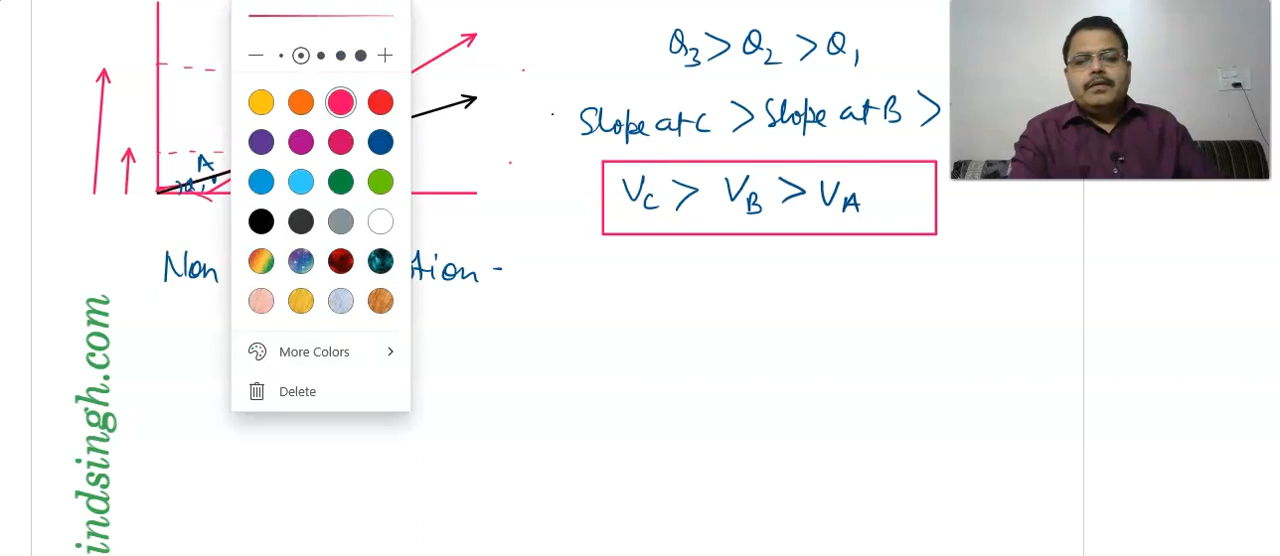 Q3 > Q2 > Q1
Slope at C > Slope at B >
VC > VB > VA
A
Non
tion -
More Colors
Delete
indsingh.com